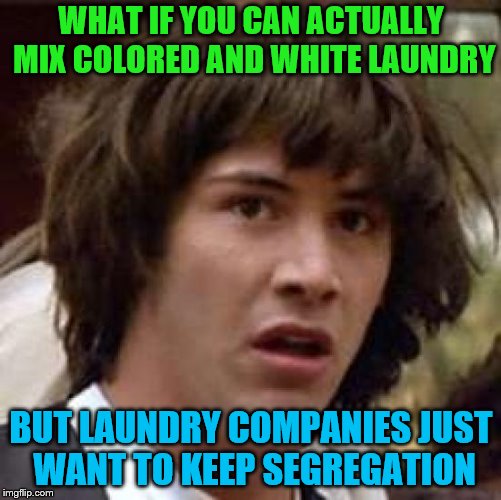 WHAT IF YOU CAN ACTUALLY
MIX COLORED AND WHITE LAUNDRY
BUT LAUNDRY COMPANIES JUST
WANT TO KEEP SEGREGATION
imgflip.com